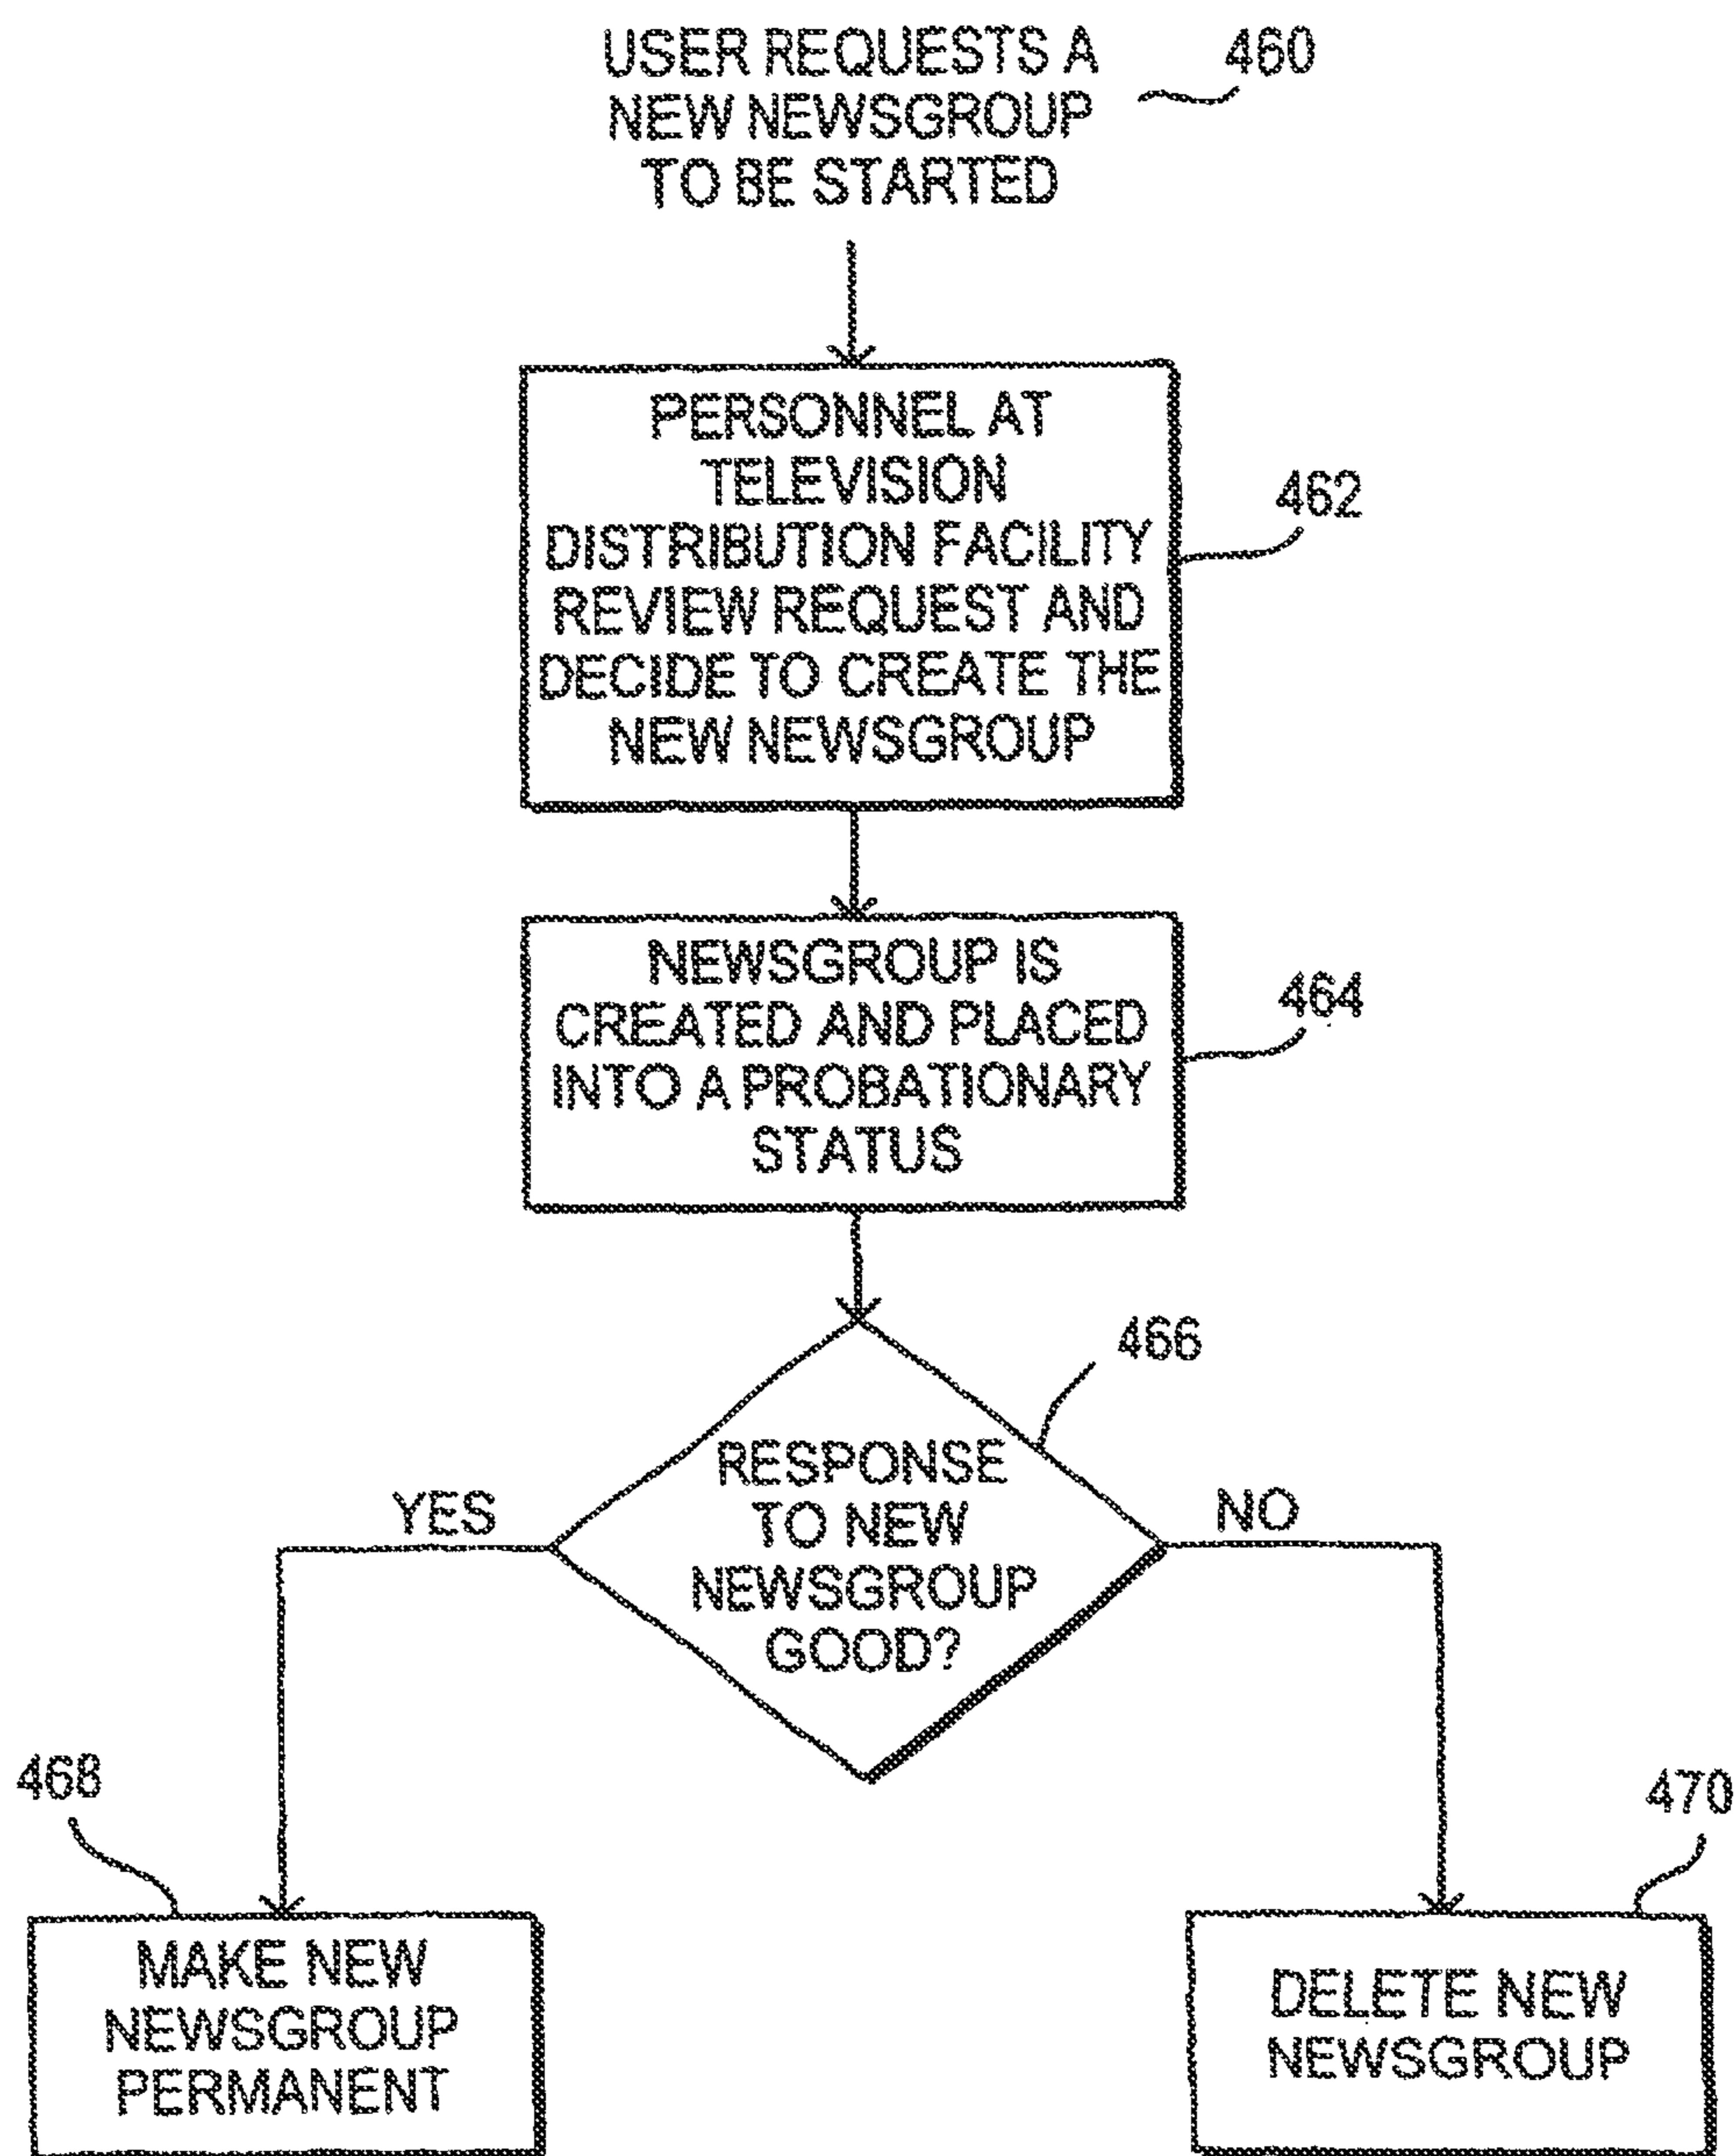 USER REQUESTS A
NEW NEWSGROUP
TO BE STARTED
460
PERSONNEL AT
TELEVISION
DISTRIBUTION FACILITY
REVIEW REQUEST AND
DECIDE TO CREATE THE
NEW NEWSGROUP
462
NEWSGROUP IS
CREATED AND PLACED
INTO A PROBATIONARY
STATUS
464
RESPONSE
TO NEW
NEWSGROUP
GOOD?
466
YES
NO
468
MAKE NEW
NEWSGROUP
PERMANENT
470
DELETE NEW
NEWSGROUP